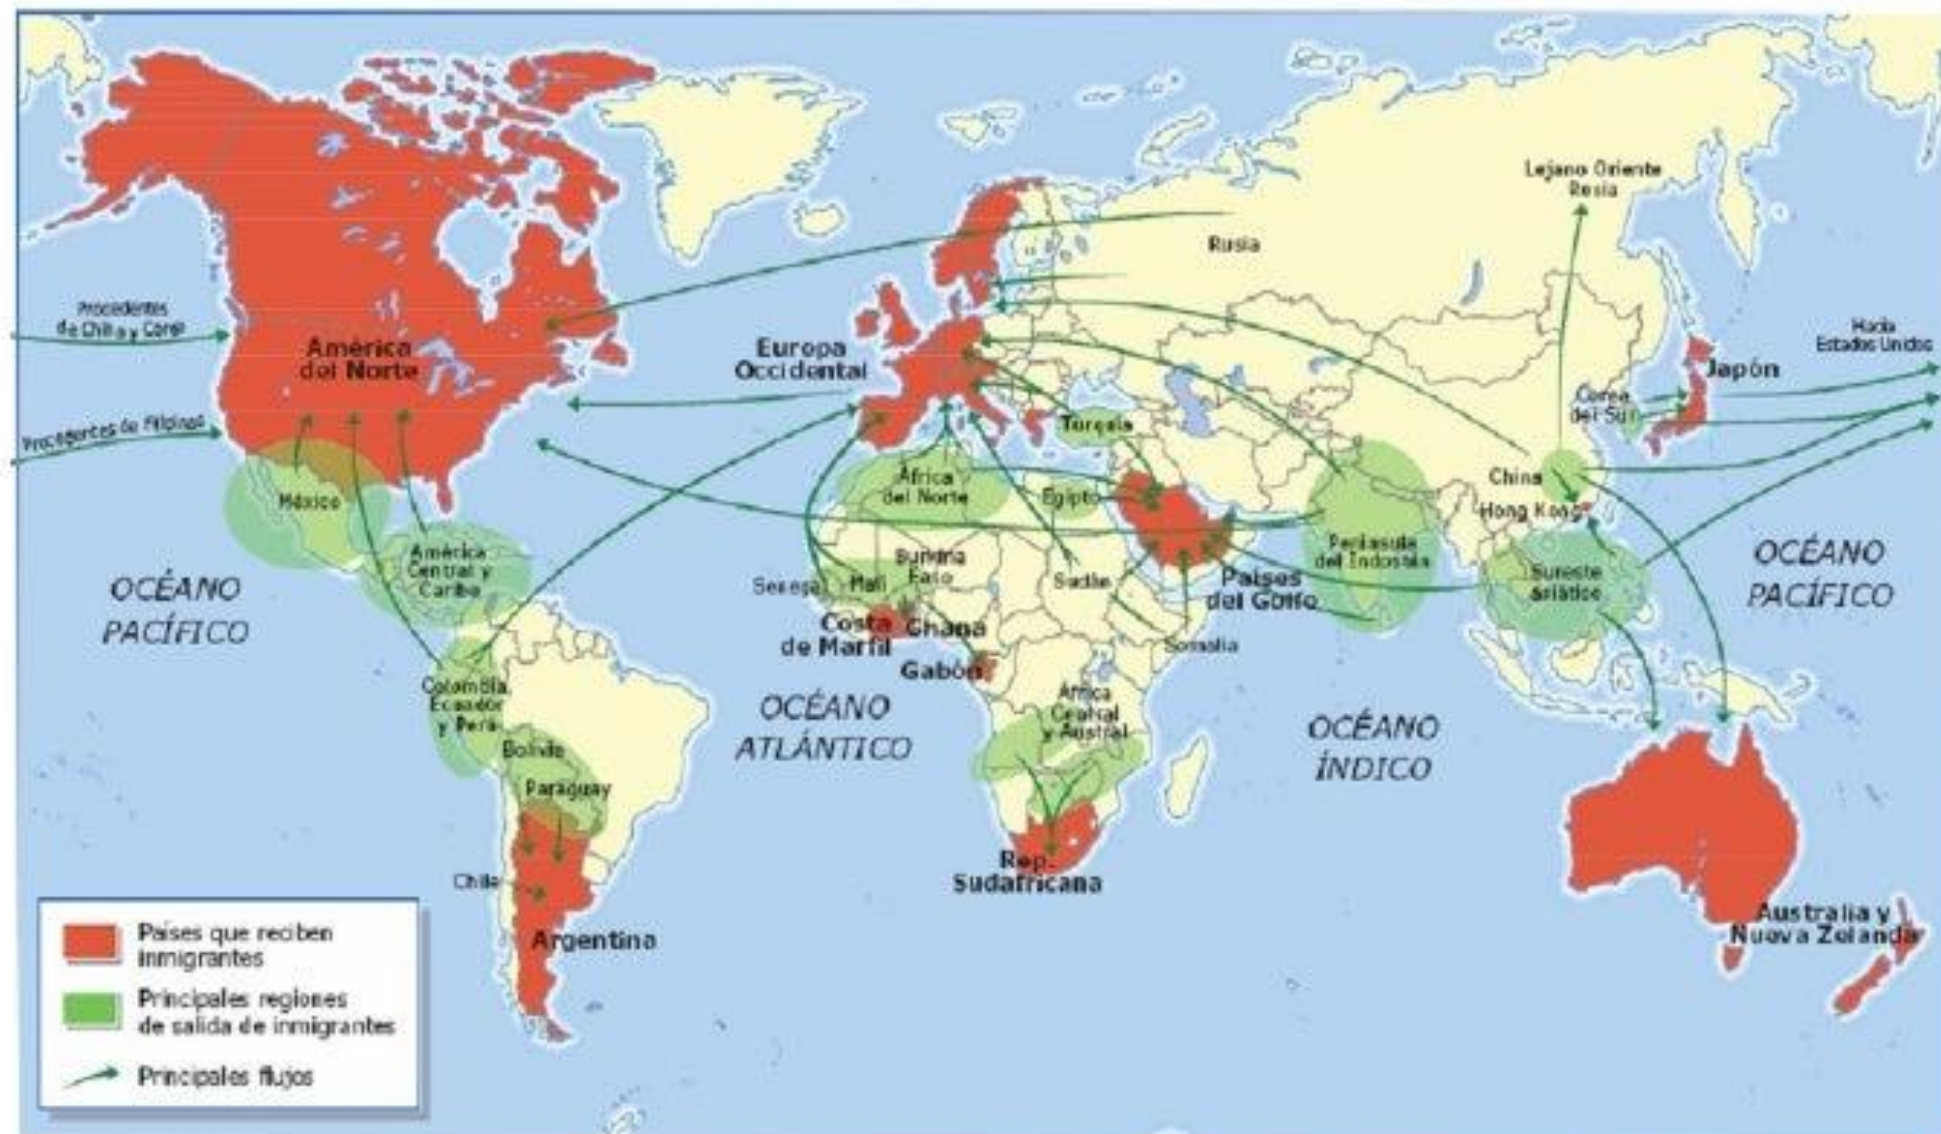 Lejano Oriente
Rusia
Rusia
Procedentes
de China y Corea
América
del Norte
Procedentes de Filipinas
Europa
Occidental
Hacia
Estados Unidos
Japón
Corea
del Sur
Turquía
China
Hong Kong
México
África
del Norte
Egipto
América
Central y
Caribe
Península
del Indostán
Sureste
Asiático
OCÉANO
PACÍFICO
Senegal
Malí
Burkina
Faso
Sudán
Países
del Golfo
OCÉANO
PACÍFICO
Costa
de Marfil
Ghana
Gabón
Somalia
Colombia,
Ecuador
y Perú
OCÉANO
ATLÁNTICO
África
Central
y Austral
OCÉANO
ÍNDICO
Bolivia
Paraguay
Rep.
Sudafricana
Chile
Argentina
Australia y
Nueva Zelanda
Países que reciben
inmigrantes
Principales regiones
de salida de inmigrantes
Principales flujos